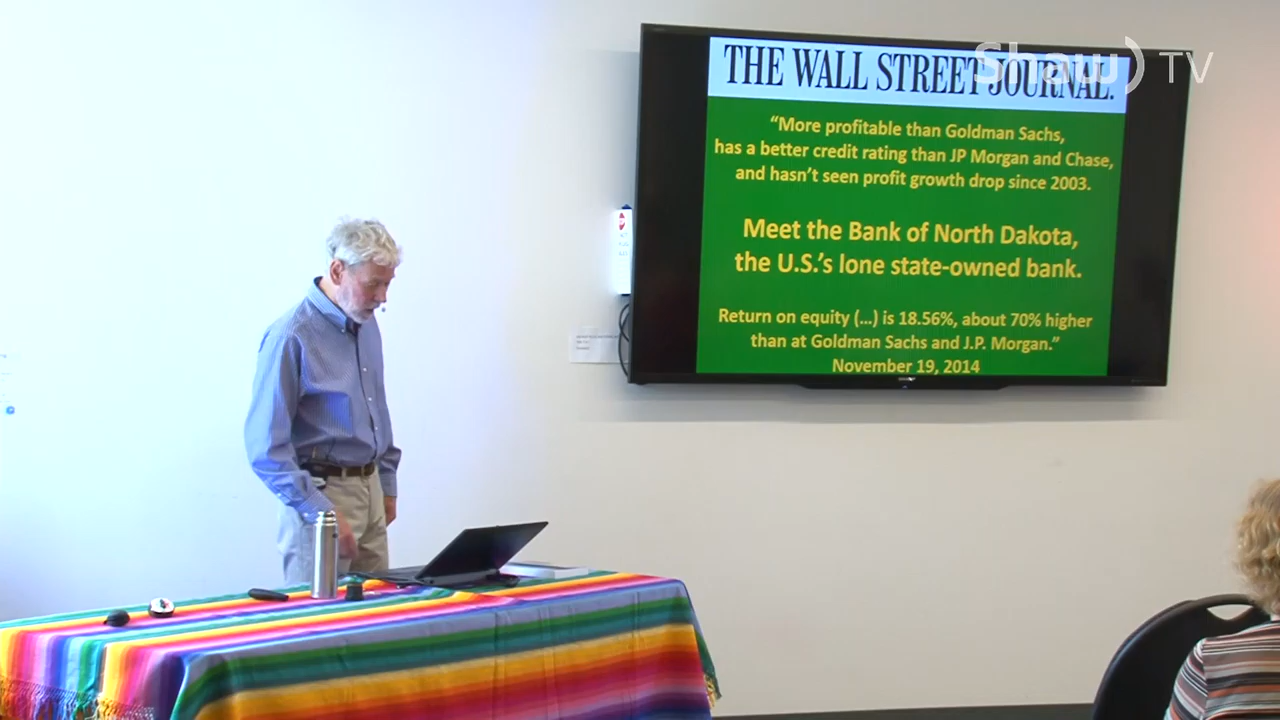 Shaw) TV
THE WALL STREET JOURNAL.
“More profitable than Goldman Sachs,
has a better credit rating than JP Morgan and Chase,
and hasn’t seen profit growth drop since 2003.
Meet the Bank of North Dakota,
the U.S.’s lone state-owned bank.
Return on equity (...) is 18.56%, about 70% higher
than at Goldman Sachs and J.P. Morgan.”
November 19, 2014